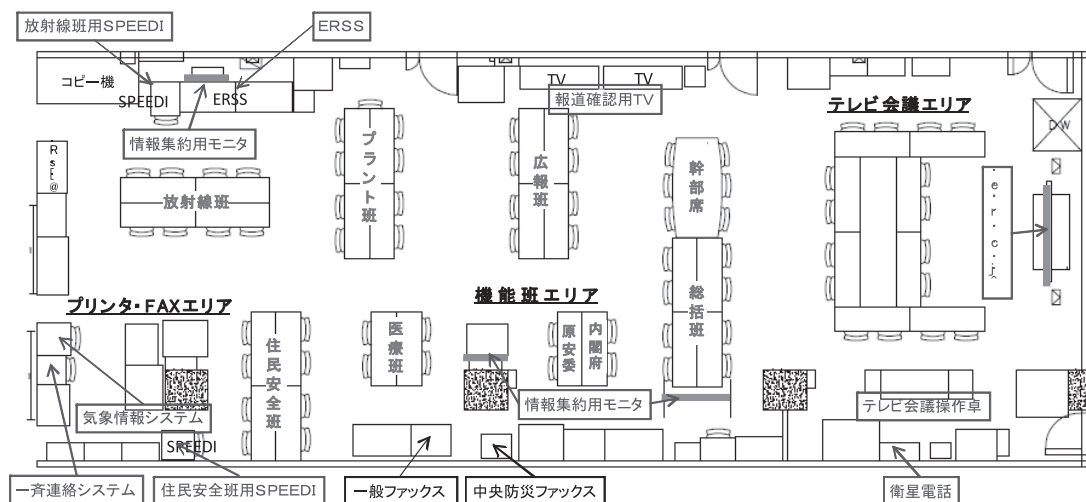 放射線班用SPEEDI
ERSS
コピー機
SPEEDI
ERSS
TV
TV
報道確認用TV
情報集約用モニタ
テレビ会議エリア
プラント班
広報班
幹部席
放射線班
プリンタ・FAXエリア
機能班エリア
総括班
住民安全班
医療班
原安委
内閣府
気象情報システム
情報集約用モニタ
テレビ会議操作卓
SPEEDI
一斉連絡システム
住民安全班用SPEEDI
一般ファックス
中央防災ファックス
衛星電話